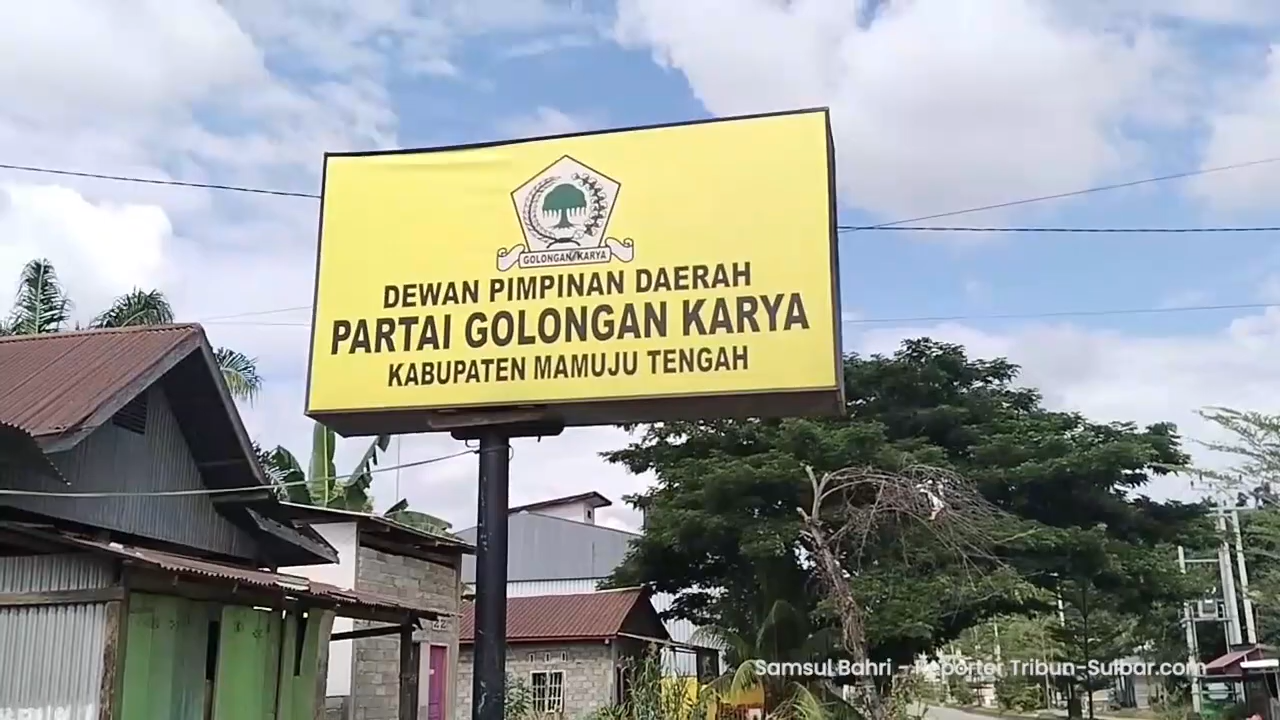 GOLONGAN KARYA
DEWAN PIMPINAN DAERAH
PARTAI GOLONGAN KARYA
KABUPATEN MAMUJU TENGAH
Samsul Bahri - Reporter Tribun-Sulbar.com